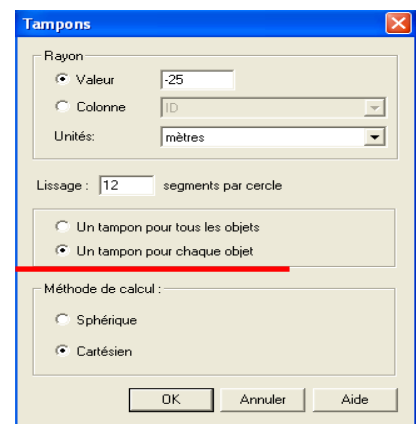 Tampons
Rayon
Valeur -25
Colonne ID
Unités: mètres
Lissage : 12 segments par cercle
Un tampon pour tous les objets
Un tampon pour chaque objet
Méthode de calcul :
Sphérique
Cartésien
OK Annuler Aide